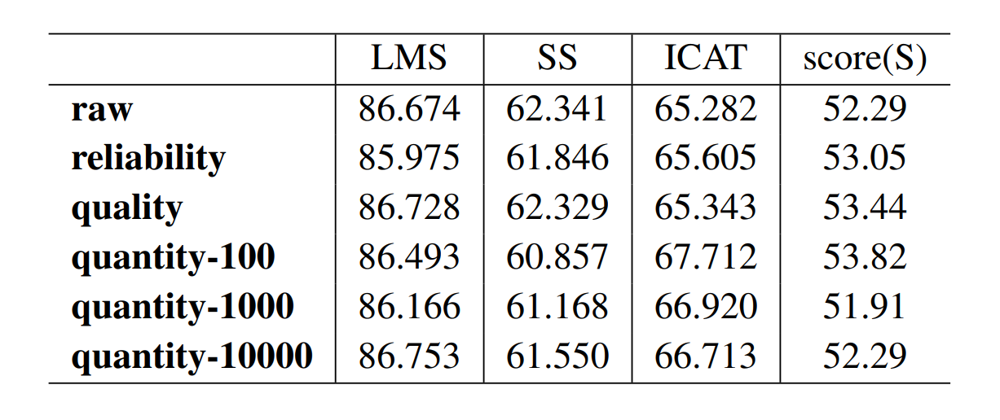 LMS SS ICAT score(S)
raw 86.674 62.341 65.282 52.29
reliability 85.975 61.846 65.605 53.05
quality 86.728 62.329 65.343 53.44
quantity-100 86.493 60.857 67.712 53.82
quantity-1000 86.166 61.168 66.920 51.91
quantity-10000 86.753 61.550 66.713 52.29